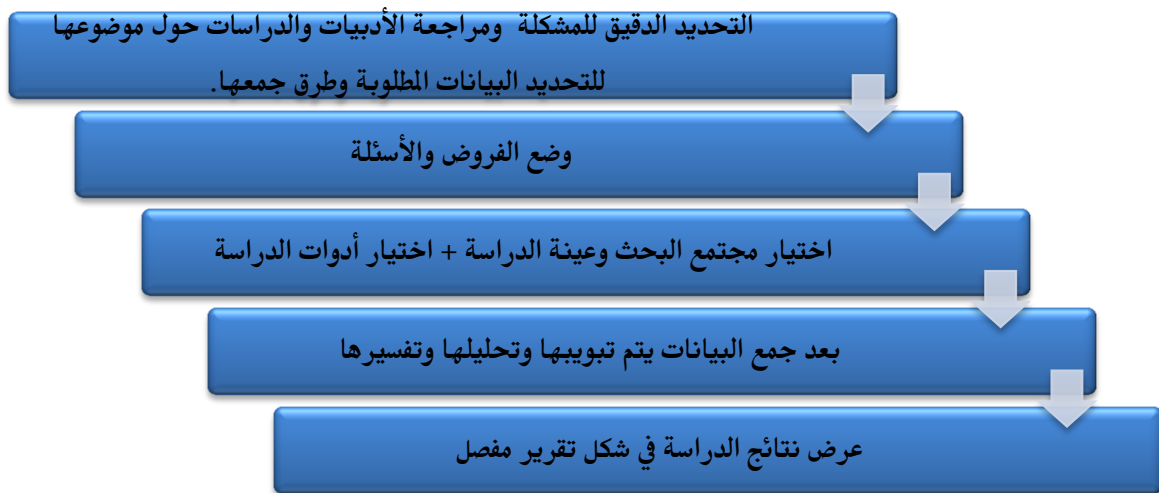 التحديد الدقيق للمشكلة ومراجعة الأدبيات والدراسات حول موضوعها
للتحديد البيانات المطلوبة وطرق جمعها.
وضع الفروض والأسئلة
اختيار مجتمع البحث وعينة الدراسة + اختيار أدوات الدراسة
بعد جمع البيانات يتم تبويبها وتحليلها وتفسيرها
عرض نتائج الدراسة في شكل تقرير مفصل